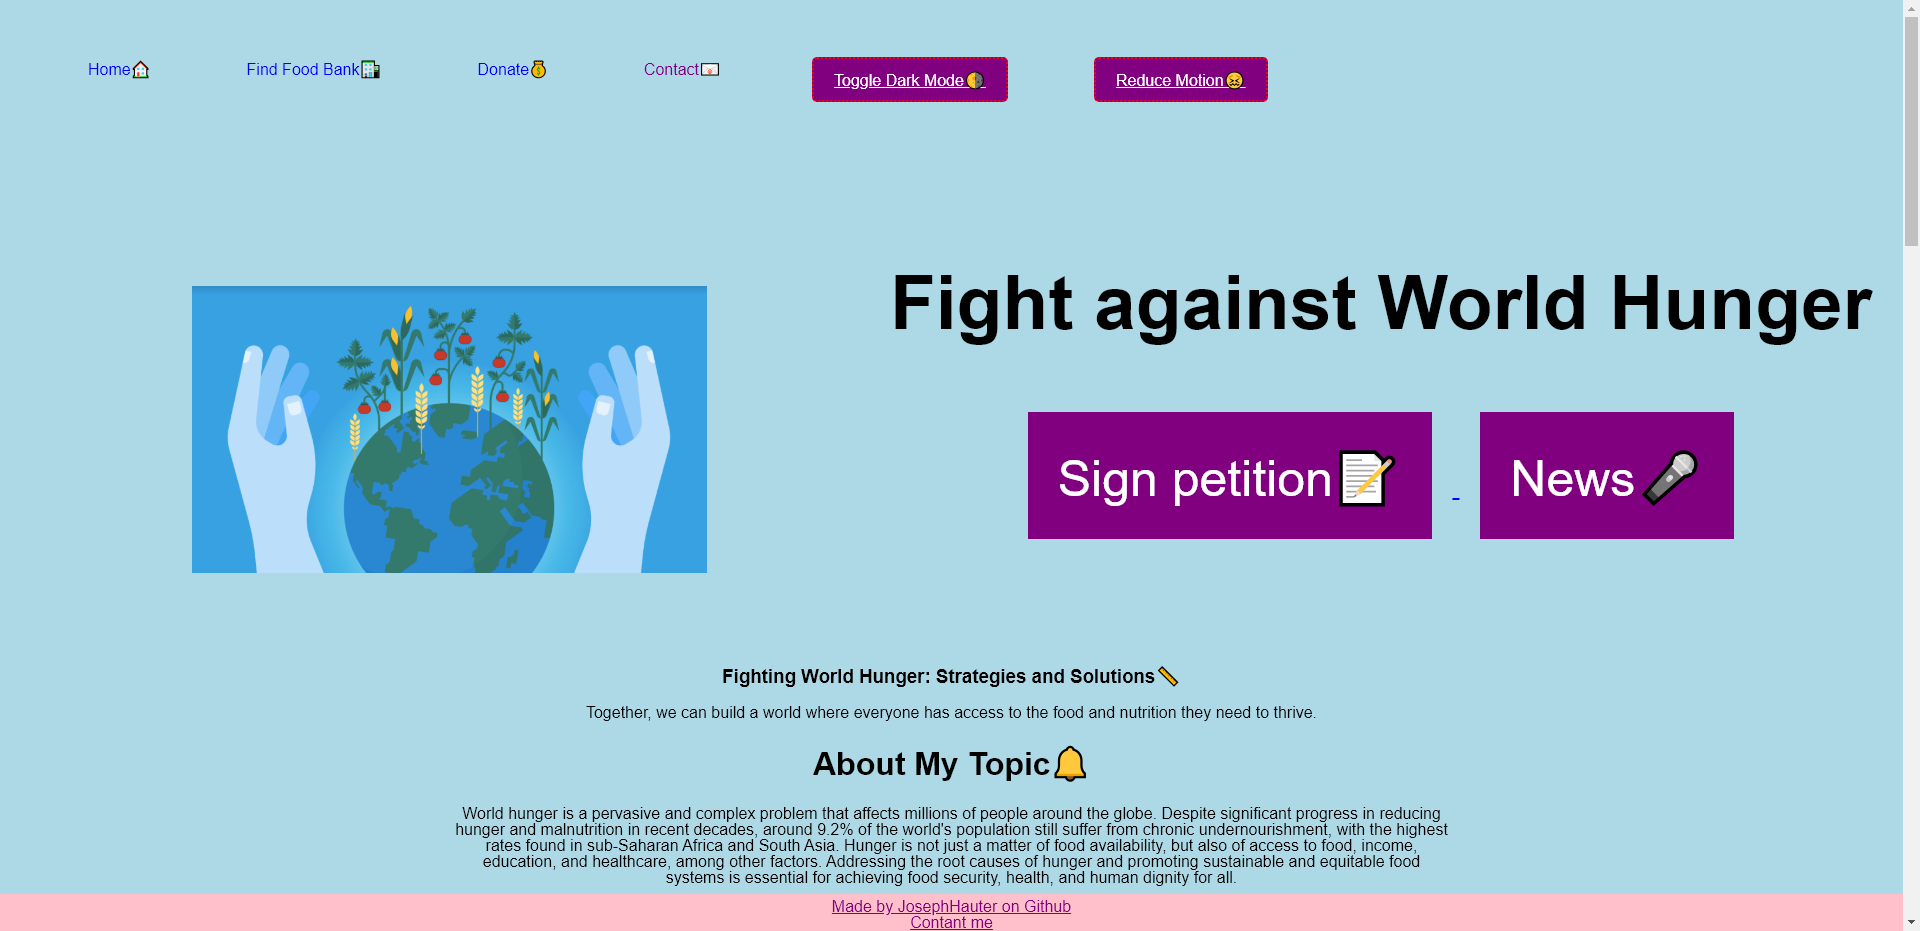 Home🏠 Find Food Bank🏦 Donate💰 Contact💌 Toggle Dark Mode🌗 Reduce Motion😖
Fight against World Hunger
Sign petition📝 News🎤
Fighting World Hunger: Strategies and Solutions📏
Together, we can build a world where everyone has access to the food and nutrition they need to thrive.
About My Topic🔔
World hunger is a pervasive and complex problem that affects millions of people around the globe. Despite significant progress in reducing
hunger and malnutrition in recent decades, around 9.2% of the world's population still suffer from chronic undernourishment, with the highest
rates found in sub-Saharan Africa and South Asia. Hunger is not just a matter of food availability, but also of access to food, income,
education, and healthcare, among other factors. Addressing the root causes of hunger and promoting sustainable and equitable food
systems is essential for achieving food security, health, and human dignity for all.
Made by JosephHauter on Github
Contant me